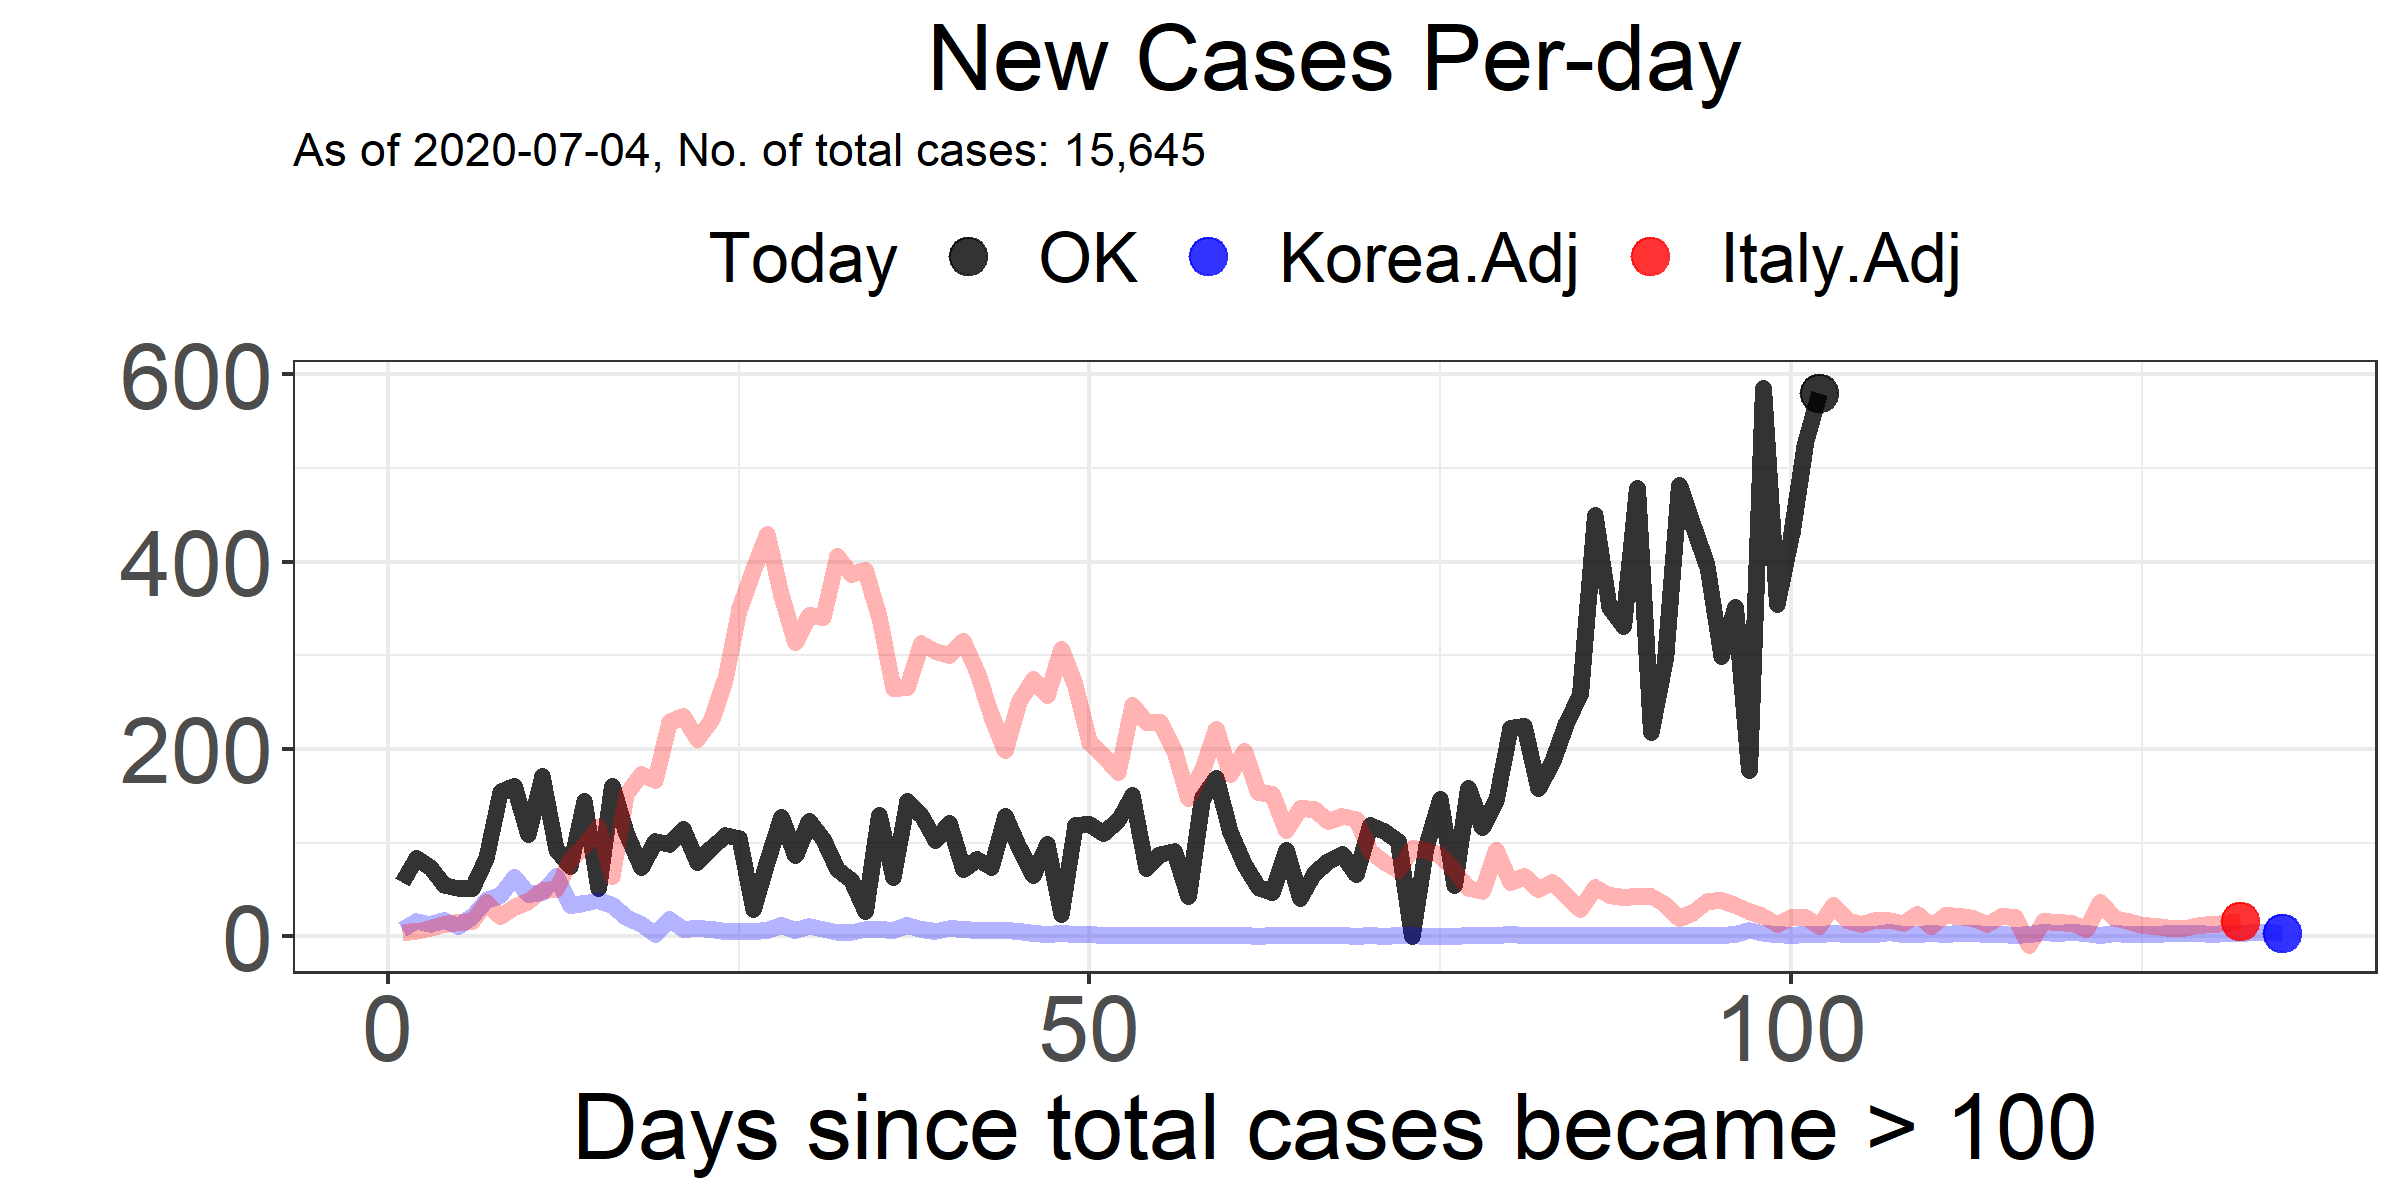 New Cases Per-day
As of 2020-07-04, No. of total cases: 15,645
Today OK Korea.Adj Italy.Adj
600
400
200
0
0 50 100
Days since total cases became > 100